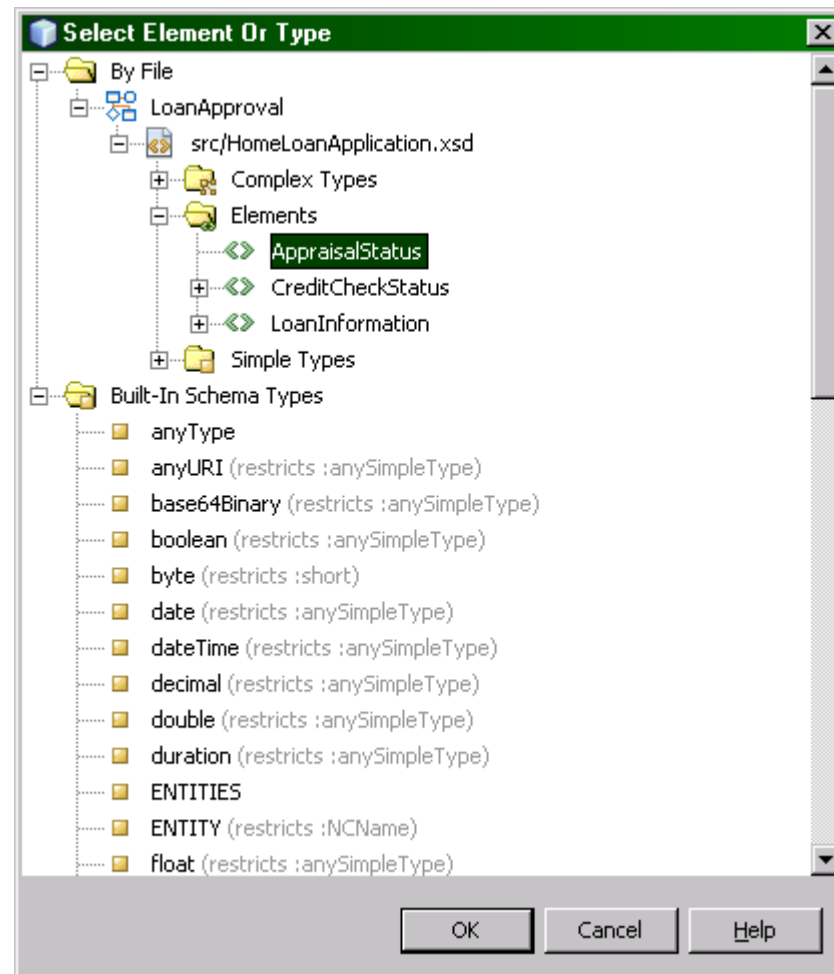 Select Element Or Type
By File
LoanApproval
src/HomeLoanApplication.xsd
Complex Types
Elements
AppraisalStatus
CreditCheckStatus
LoanInformation
Simple Types
Built-In Schema Types
anyType
anyURI (restricts :anySimpleType)
base64Binary (restricts :anySimpleType)
boolean (restricts :anySimpleType)
byte (restricts :short)
date (restricts :anySimpleType)
dateTime (restricts :anySimpleType)
decimal (restricts :anySimpleType)
double (restricts :anySimpleType)
duration (restricts :anySimpleType)
ENTITIES
ENTITY (restricts :NCName)
float (restricts :anySimpleType)
OK Cancel Help